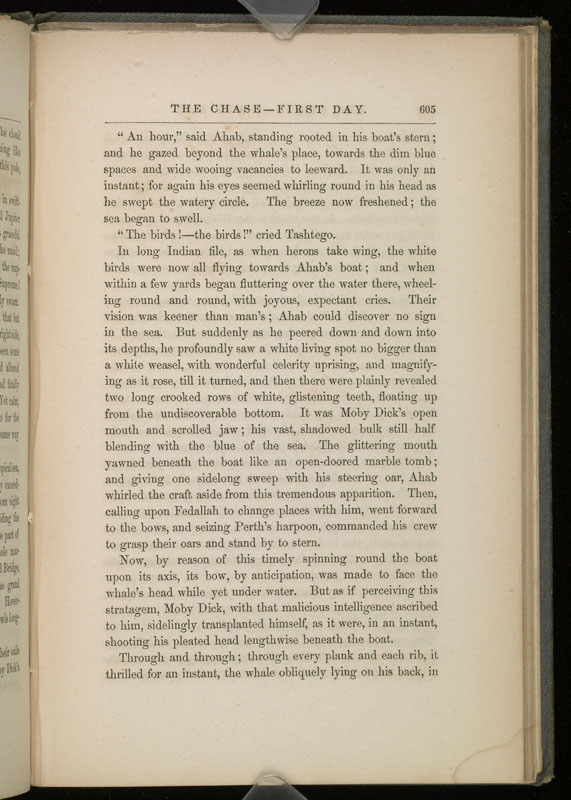 THE CHASE—FIRST DAY. 605
“ An hour,” said Ahab, standing rooted in his boat's stern ;
and he gazed beyond the whale's place, towards the dim blue
spaces and wide wooing vacancies to leeward. It was only an
instant ; for again his eyes seemed whirling round in his head as
he swept the watery circle. The breeze now freshened ; the
sea began to swell.
“ The birds !—the birds !” cried Tashtego.
In long Indian file, as when herons take wing, the white
birds were now all flying towards Ahab's boat ; and when
within a few yards began fluttering over the water there, wheel-
ing round and round, with joyous, expectant cries. Their
vision was keener than man's ; Ahab could discover no sign
in the sea. But suddenly as he peered down and down into
its depths, he profoundly saw a white living spot no bigger than
a white weasel, with wonderful celerity uprising, and magnify-
ing as it rose, till it turned, and then there were plainly revealed
two long crooked rows of white, glistening teeth, floating up
from the undiscoverable bottom. It was Moby Dick's open
mouth and scrolled jaw ; his vast, shadowed bulk still half
blending with the blue of the sea. The glittering mouth
yawned beneath the boat like an open-doored marble tomb ;
and giving one sidelong sweep with his steering oar, Ahab
whirled the craft aside from this tremendous apparition. Then,
calling upon Fedallah to change places with him, went forward
to the bows, and seizing Perth's harpoon, commanded his crew
to grasp their oars and stand by to stern.
Now, by reason of this timely spinning round the boat
upon its axis, its bow, by anticipation, was made to face the
whale's head while yet under water. But as if perceiving this
stratagem, Moby Dick, with that malicious intelligence ascribed
to him, sidelingly transplanted himself, as it were, in an instant,
shooting his pleated head lengthwise beneath the boat.
Through and through ; through every plank and each rib, it
thrilled for an instant, the whale obliquely lying on his back, in